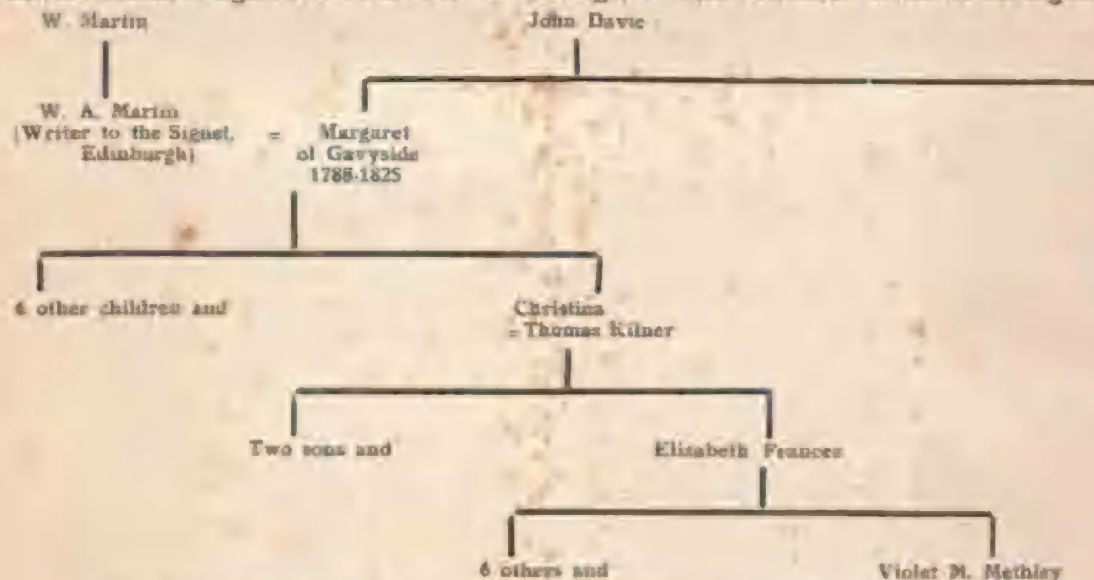 W. Martin
John Davie
W. A. Martin
(Writer to the Signet,
Edinburgh)
=
Margaret
of Gavyside
1788-1825
6 other children and
Christina
=Thomas Kilner
Two sons and
Elizabeth Frances
6 others and
Violet M. Methley